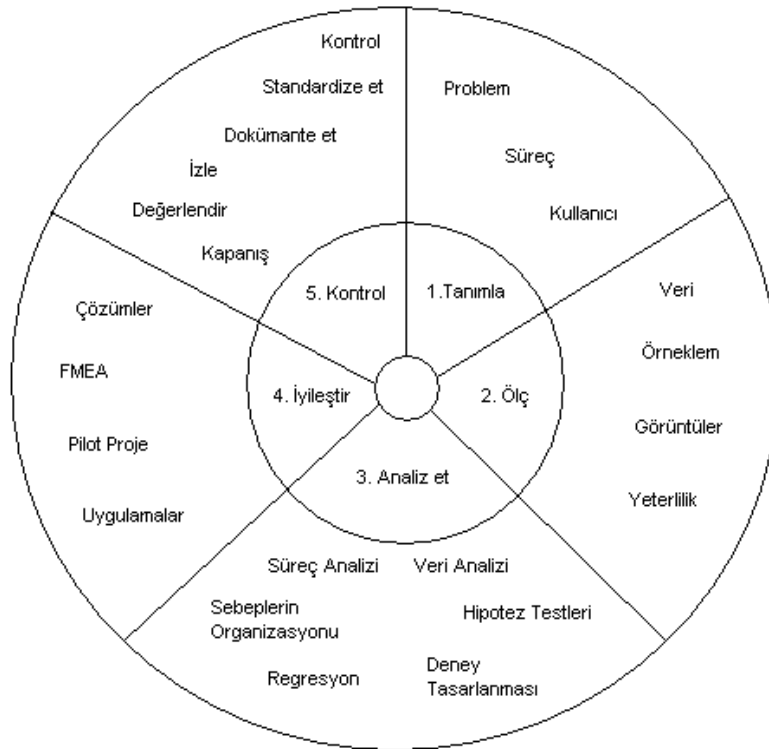 Kontrol
Standardize et
Dokümante et
İzle
Değerlendir
Kapanış
Problem
Süreç
Kullanıcı
5. Kontrol
1.Tanımla
Çözümler
FMEA
Pilot Proje
Uygulamalar
4. İyileştir
2. Ölç
Veri
Örneklem
Görüntüler
Yeterlilik
3. Analiz et
Süreç Analizi
Veri Analizi
Sebeplerin
Organizasyonu
Hipotez Testleri
Regresyon
Deney
Tasarlanması